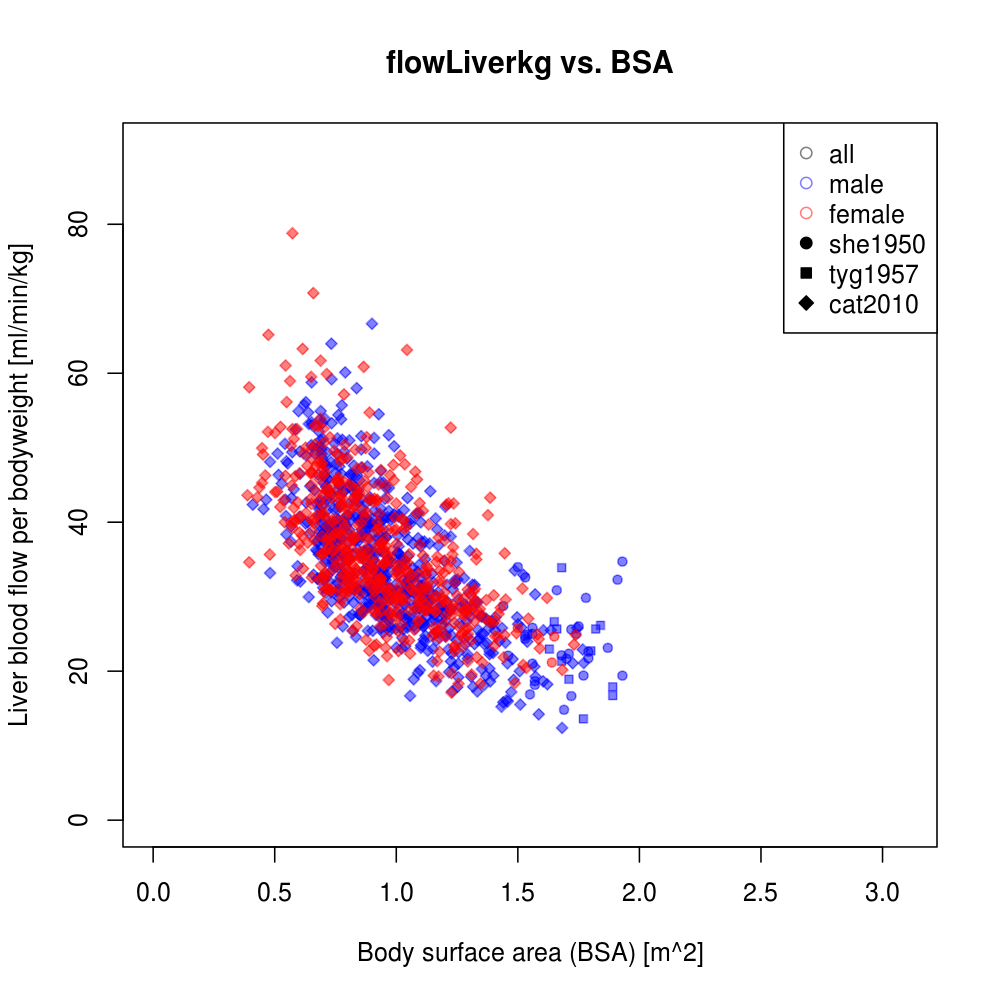 flowLiverkg vs. BSA
all
male
female
she1950
tyg1957
cat2010
Liver blood flow per bodyweight [ml/min/kg]
80
60
40
20
0
0.0 0.5 1.0 1.5 2.0 2.5 3.0
Body surface area (BSA) [m^2]